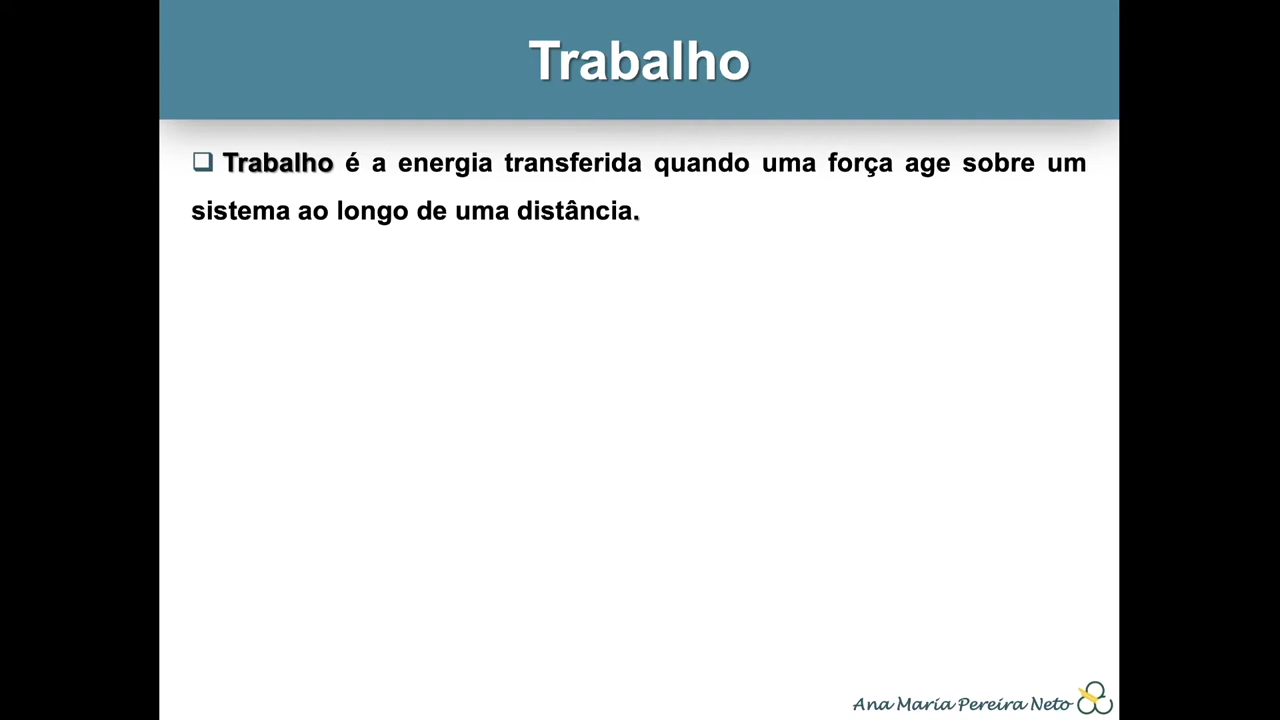 Trabalho
Trabalho é a energia transferida quando uma força age sobre um
sistema ao longo de uma distância.
Ana Maria Pereira Neto